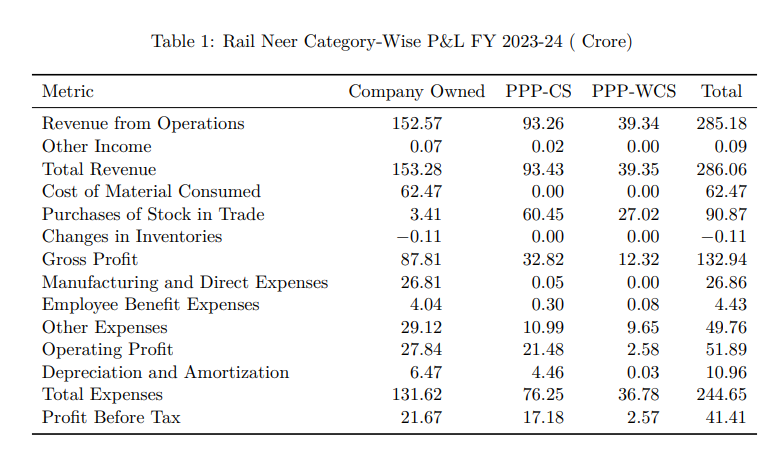 Table 1: Rail Neer Category-Wise P&L FY 2023-24 ( Crore)
Metric Company Owned PPP-CS PPP-WCS Total
Revenue from Operations 152.57 93.26 39.34 285.18
Other Income 0.07 0.02 0.00 0.09
Total Revenue 153.28 93.43 39.35 286.06
Cost of Material Consumed 62.47 0.00 0.00 62.47
Purchases of Stock in Trade 3.41 60.45 27.02 90.87
Changes in Inventories −0.11 0.00 0.00 −0.11
Gross Profit 87.81 32.82 12.32 132.94
Manufacturing and Direct Expenses 26.81 0.05 0.00 26.86
Employee Benefit Expenses 4.04 0.30 0.08 4.43
Other Expenses 29.12 10.99 9.65 49.76
Operating Profit 27.84 21.48 2.58 51.89
Depreciation and Amortization 6.47 4.46 0.03 10.96
Total Expenses 131.62 76.25 36.78 244.65
Profit Before Tax 21.67 17.18 2.57 41.41